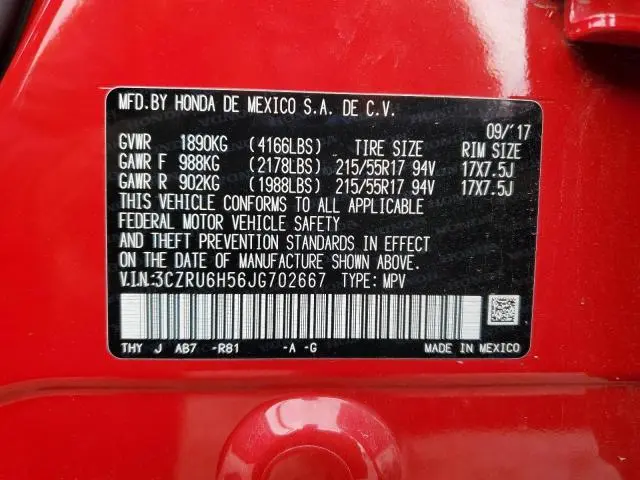 MFD. BY HONDA DE MEXICO S.A. DE C.V.
09/'17
GVWR 1890KG (4166LBS) TIRE SIZE RIM SIZE
GAWR F 988KG (2178LBS) 215/55R17 94V 17X7.5J
GAWR R 902KG (1988LBS) 215/55R17 94V 17X7.5J
THIS VEHICLE CONFORMS TO ALL APPLICABLE
FEDERAL MOTOR VEHICLE SAFETY
AND THEFT PREVENTION STANDARDS IN EFFECT
ON THE DATE OF MANUFACTURE SHOWN ABOVE.
V.I.N:3CZRU6H56JG702667 TYPE: MPV
THY J AB7 -R81 -A -G MADE IN MEXICO